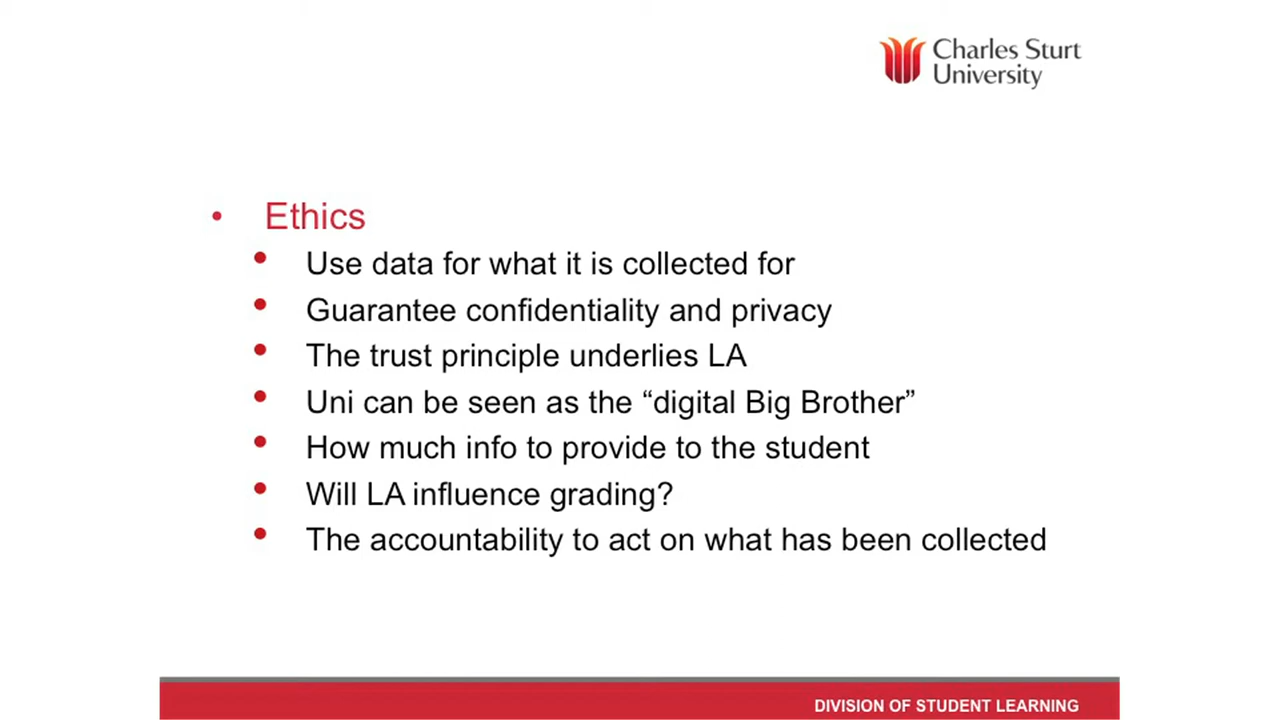 Charles Sturt
University
• Ethics
• Use data for what it is collected for
• Guarantee confidentiality and privacy
• The trust principle underlies LA
• Uni can be seen as the “digital Big Brother”
• How much info to provide to the student
• Will LA influence grading?
• The accountability to act on what has been collected
DIVISION OF STUDENT LEARNING